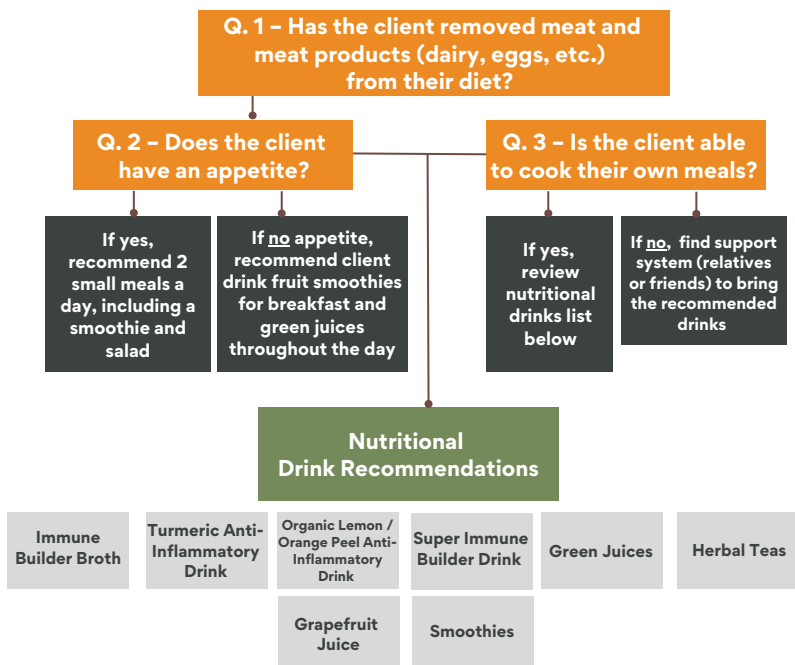 Q. 1 – Has the client removed meat and
meat products (dairy, eggs, etc.)
from their diet?
Q. 2 – Does the client
have an appetite?
Q. 3 – Is the client able
to cook their own meals?
If yes,
recommend 2
small meals a
day, including a
smoothie and
salad
If no appetite,
recommend client
drink fruit smoothies
for breakfast and
green juices
throughout the day
If yes,
review
nutritional
drinks list
below
If no, find support
system (relatives
or friends) to bring
the recommended
drinks
Nutritional
Drink Recommendations
Immune
Builder Broth
Turmeric Anti-
Inflammatory
Drink
Organic Lemon /
Orange Peel Anti-
Inflammatory
Drink
Super Immune
Builder Drink
Green Juices
Herbal Teas
Grapefruit
Juice
Smoothies